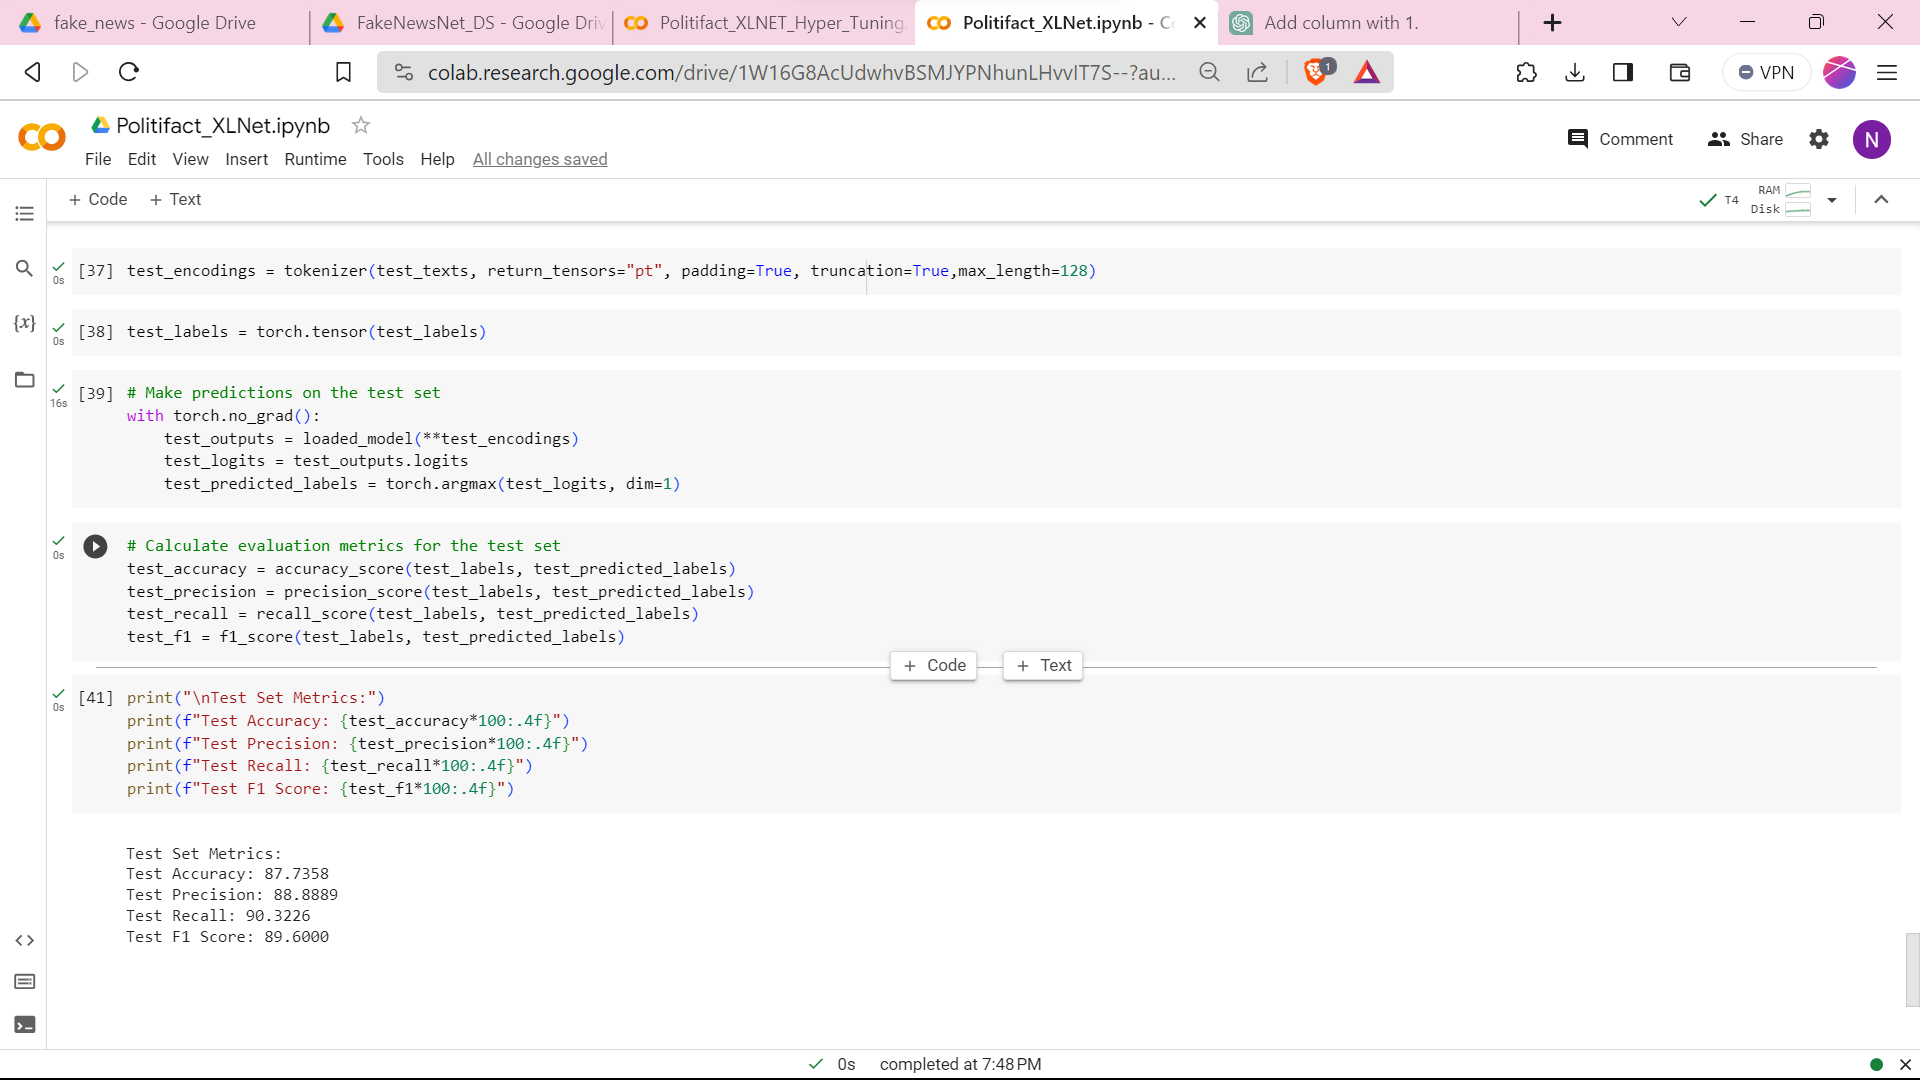 fake_news - Google Drive
FakeNewsNet_DS - Google Driv
Politifact_XLNET_Hyper_Tuning.
Politifact_XLNet.ipynb - C
Add column with 1.
colab.research.google.com/drive/1W16G8AcUdwhvBSMJYPNhunLHvvIT7S--?au...
1
VPN
Politifact_XLNet.ipynb
File Edit View Insert Runtime Tools Help All changes saved
Comment
Share
N
+ Code + Text
T4
RAM
Disk
[37] test_encodings = tokenizer(test_texts, return_tensors="pt", padding=True, truncation=True,max_length=128)
0s
[38] test_labels = torch.tensor(test_labels)
0s
[39] # Make predictions on the test set
16s
with torch.no_grad():
test_outputs = loaded_model(**test_encodings)
test_logits = test_outputs.logits
test_predicted_labels = torch.argmax(test_logits, dim=1)
# Calculate evaluation metrics for the test set
0s
test_accuracy = accuracy_score(test_labels, test_predicted_labels)
test_precision = precision_score(test_labels, test_predicted_labels)
test_recall = recall_score(test_labels, test_predicted_labels)
test_f1 = f1_score(test_labels, test_predicted_labels)
+ Code + Text
[41] print("\nTest Set Metrics:")
0s
print(f"Test Accuracy: {test_accuracy*100:.4f}")
print(f"Test Precision: {test_precision*100:.4f}")
print(f"Test Recall: {test_recall*100:.4f}")
print(f"Test F1 Score: {test_f1*100:.4f}")
Test Set Metrics:
Test Accuracy: 87.7358
Test Precision: 88.8889
Test Recall: 90.3226
Test F1 Score: 89.6000
0s completed at 7:48 PM